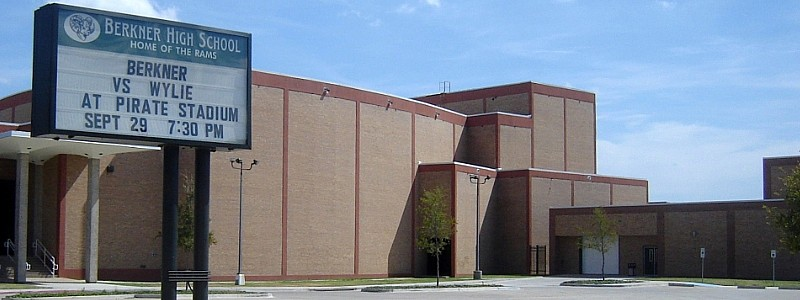 BERKNER HIGH SCHOOL
HOME OF THE RAMS
BERKNER
VS WYLIE
AT PIRATE STADIUM
SEPT 29 7:30 PM